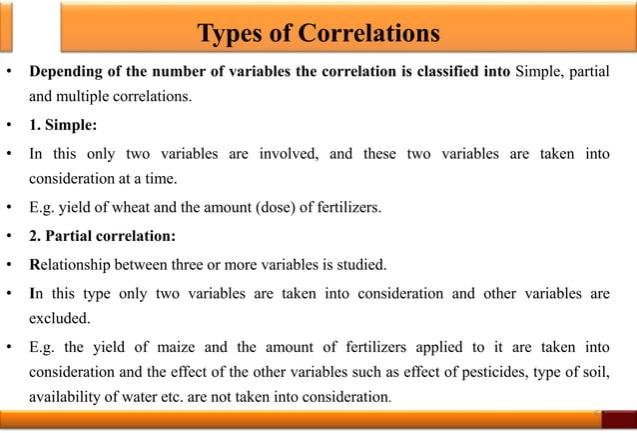 Types of Correlations
• Depending of the number of variables the correlation is classified into Simple, partial
and multiple correlations.
• 1. Simple:
• In this only two variables are involved, and these two variables are taken into
consideration at a time.
• E.g. yield of wheat and the amount (dose) of fertilizers.
• 2. Partial correlation:
• Relationship between three or more variables is studied.
• In this type only two variables are taken into consideration and other variables are
excluded.
• E.g. the yield of maize and the amount of fertilizers applied to it are taken into
consideration and the effect of the other variables such as effect of pesticides, type of soil,
availability of water etc. are not taken into consideration.